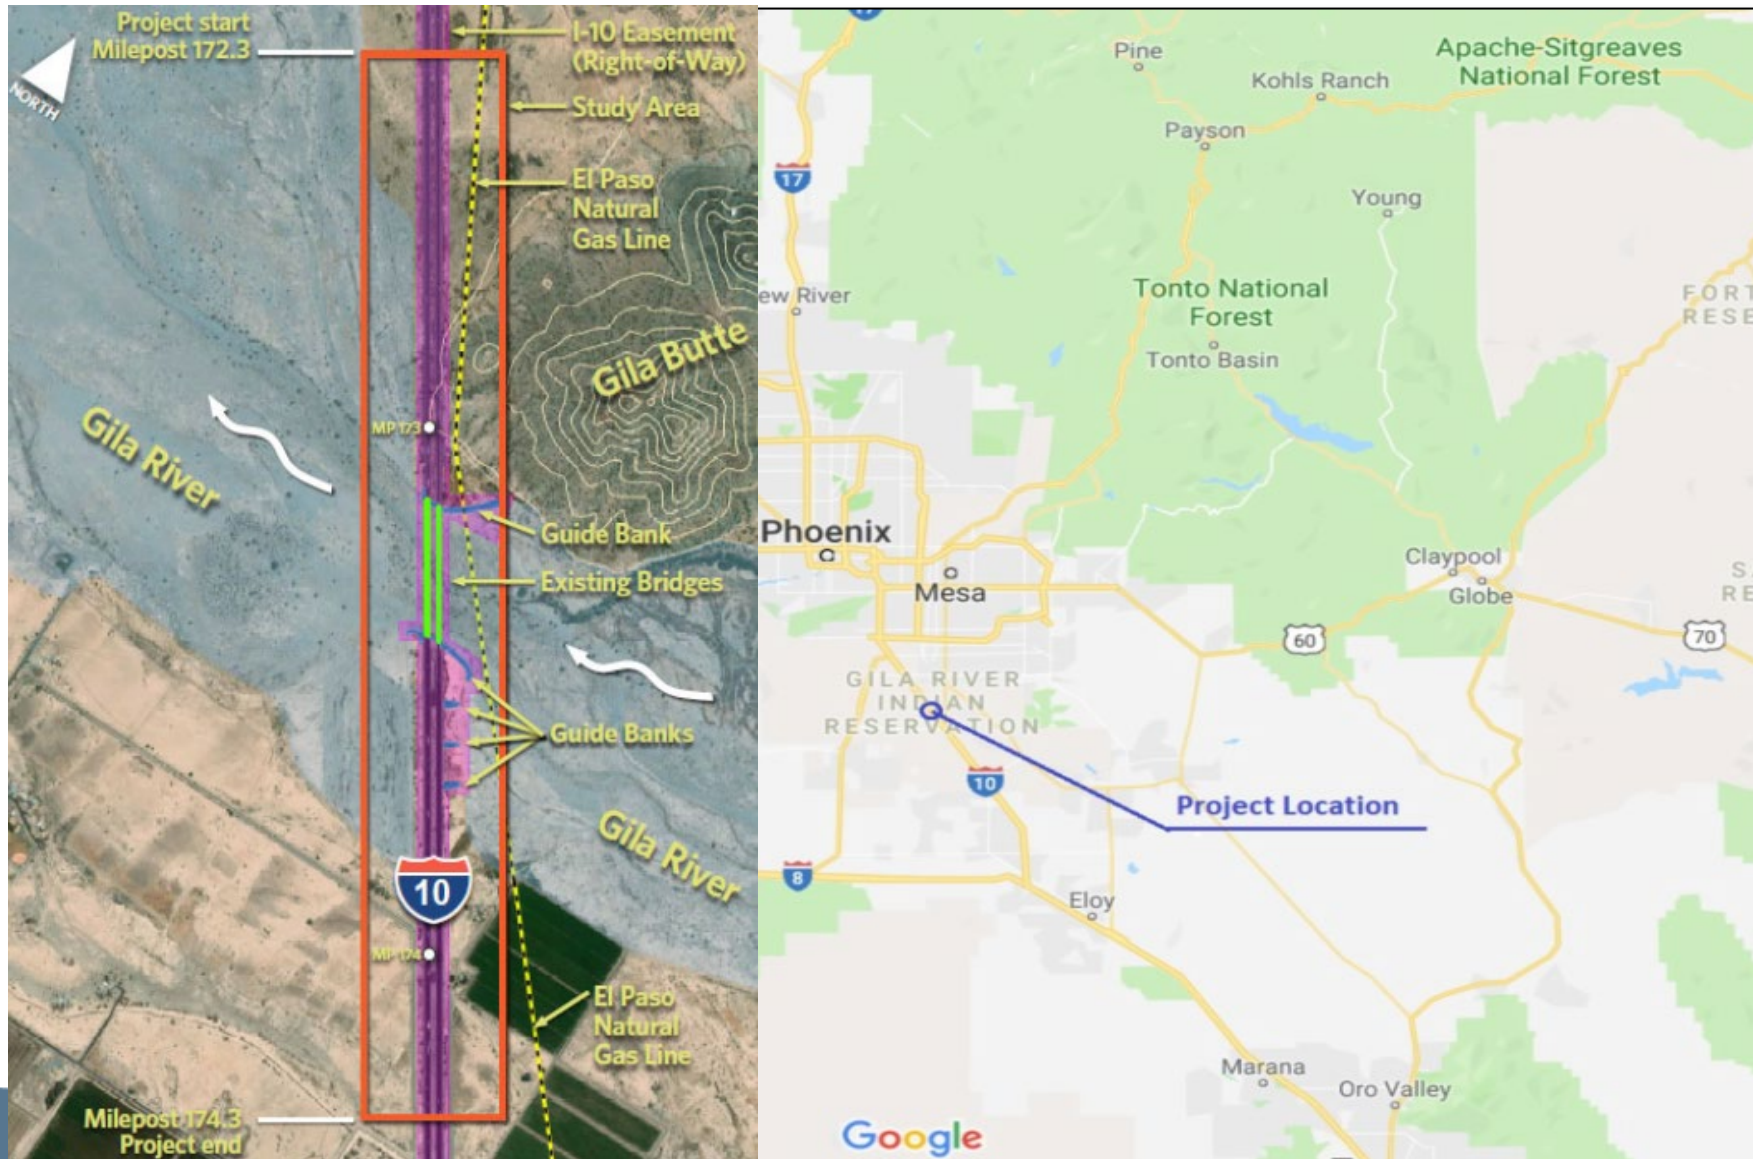 Project start
Milepost 172.3
NORTH
I-10 Easement
(Right-of-Way)
Study Area
El Paso
Natural
Gas Line
Gila Butte
MP 173
Gila River
Guide Bank
Existing Bridges
Guide Banks
Gila River
10
MP 174
El Paso
Natural
Gas Line
Milepost 174.3
Project end
17
Pine
Kohls Ranch
Apache-Sitgreaves
National Forest
Payson
17
Young
Tonto National
Forest
ew River
FORT
RESE
Tonto Basin
Phoenix
Mesa
Claypool
Globe
S
RE
60
70
GILA RIVER
INDIAN
RESERVATION
10
Project Location
8
Eloy
Marana
Oro Valley
Google